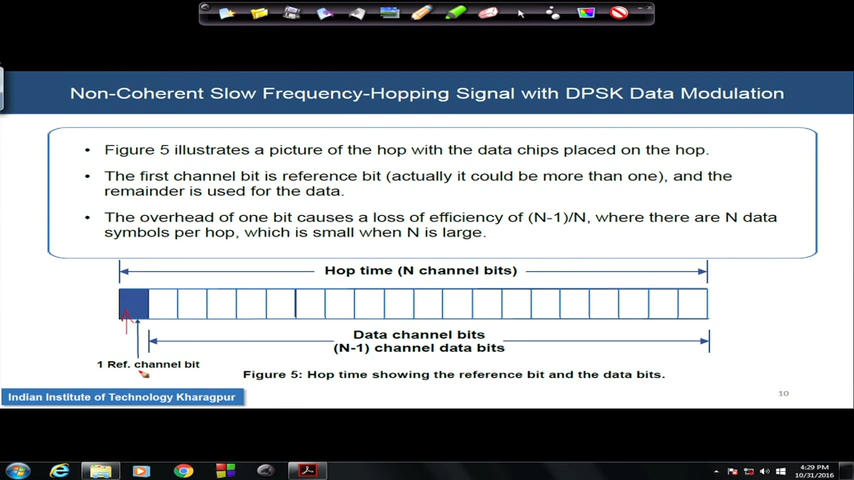 Non-Coherent Slow Frequency-Hopping Signal with DPSK Data Modulation
• Figure 5 illustrates a picture of the hop with the data chips placed on the hop.
• The first channel bit is reference bit (actually it could be more than one), and the
remainder is used for the data.
• The overhead of one bit causes a loss of efficiency of (N-1)/N, where there are N data
symbols per hop, which is small when N is large.
Hop time (N channel bits)
Data channel bits
(N-1) channel data bits
1 Ref. channel bit
Figure 5: Hop time showing the reference bit and the data bits.
Indian Institute of Technology Kharagpur
10
4:29 PM
10/31/2016